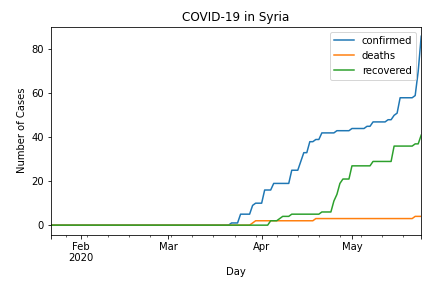 COVID-19 in Syria
confirmed
deaths
recovered
Number of Cases
80
60
40
20
0
Feb
2020
Mar
Apr
May
Day